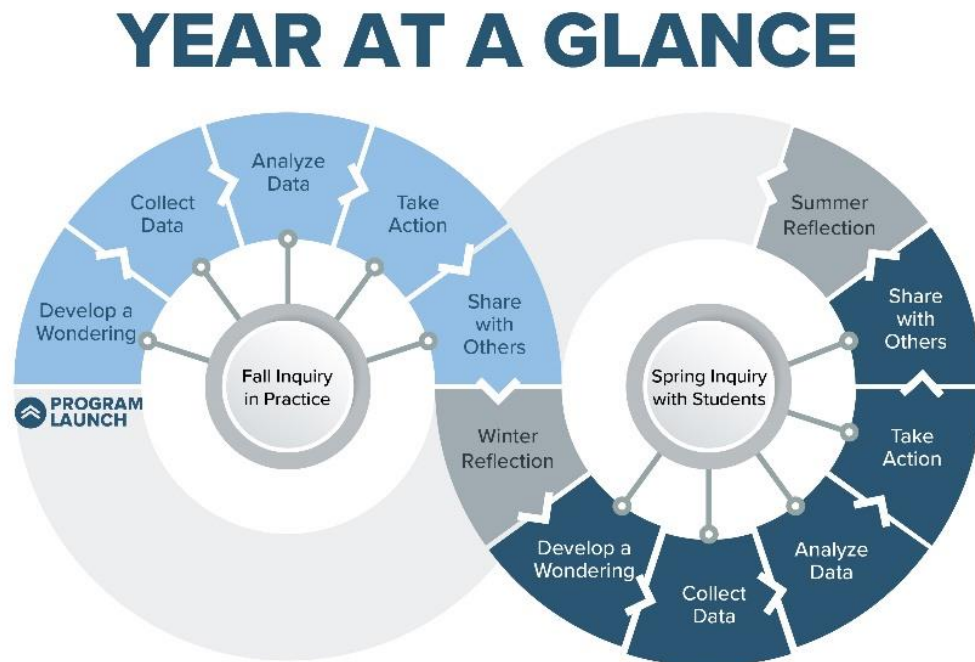 YEAR AT A GLANCE
PROGRAM
LAUNCH
Develop a
Wondering
Collect
Data
Analyze
Data
Take
Action
Share
with
Others
Fall Inquiry
in Practice
Winter
Reflection
Develop a
Wondering
Collect
Data
Analyze
Data
Take
Action
Share
with
Others
Summer
Reflection
Spring Inquiry
with Students